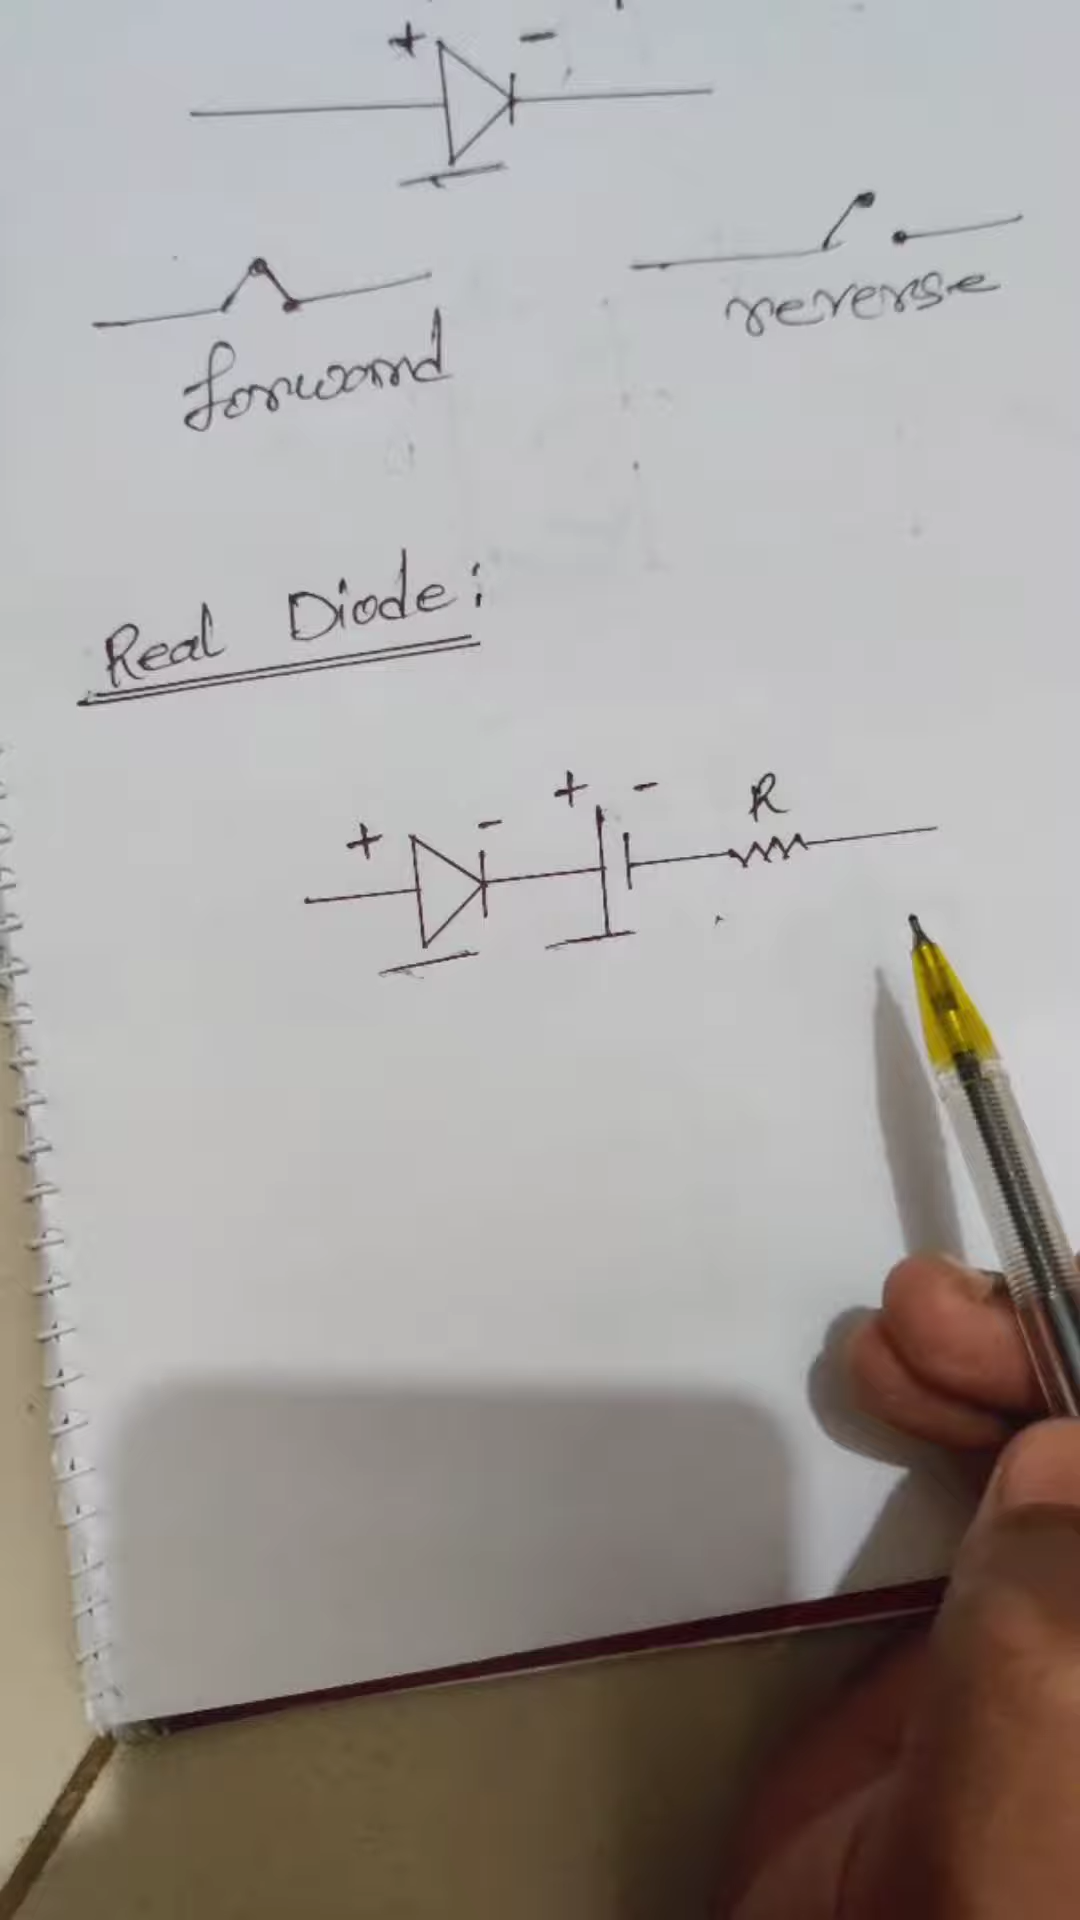 + -
forward
reverse
Real Diode:
+ - + - R